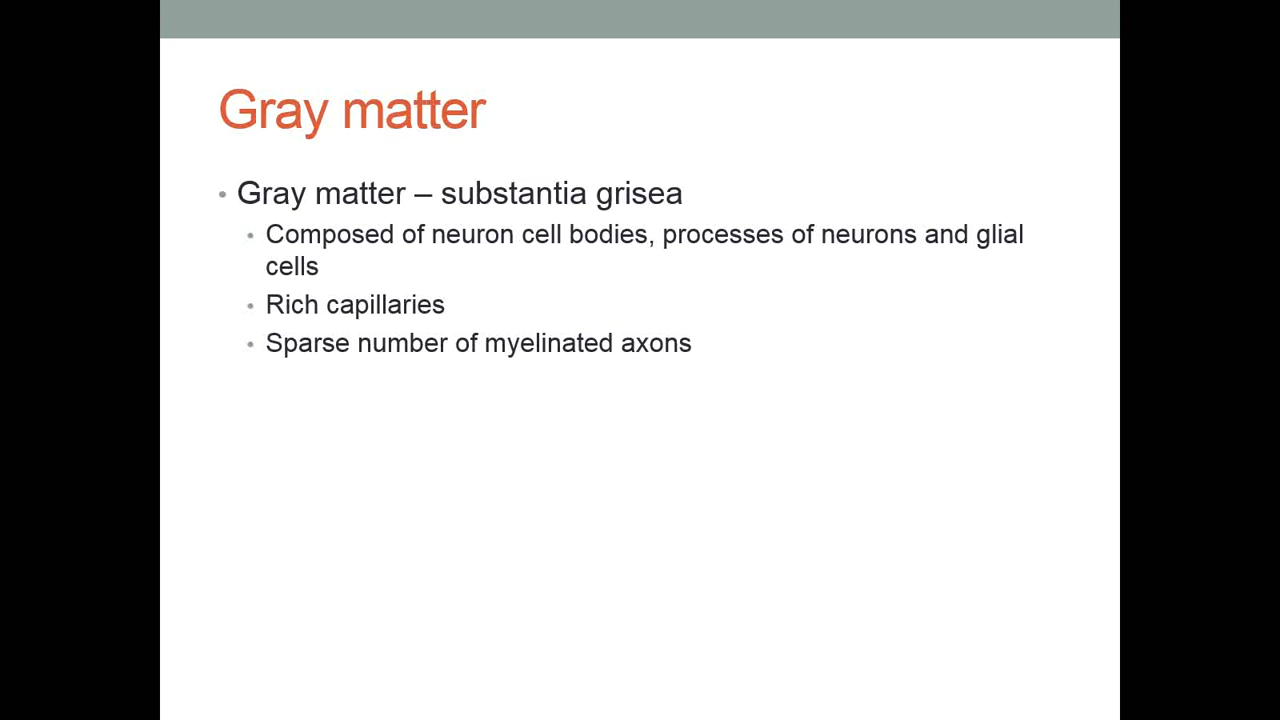 Gray matter
• Gray matter – substantia grisea
• Composed of neuron cell bodies, processes of neurons and glial
cells
• Rich capillaries
• Sparse number of myelinated axons